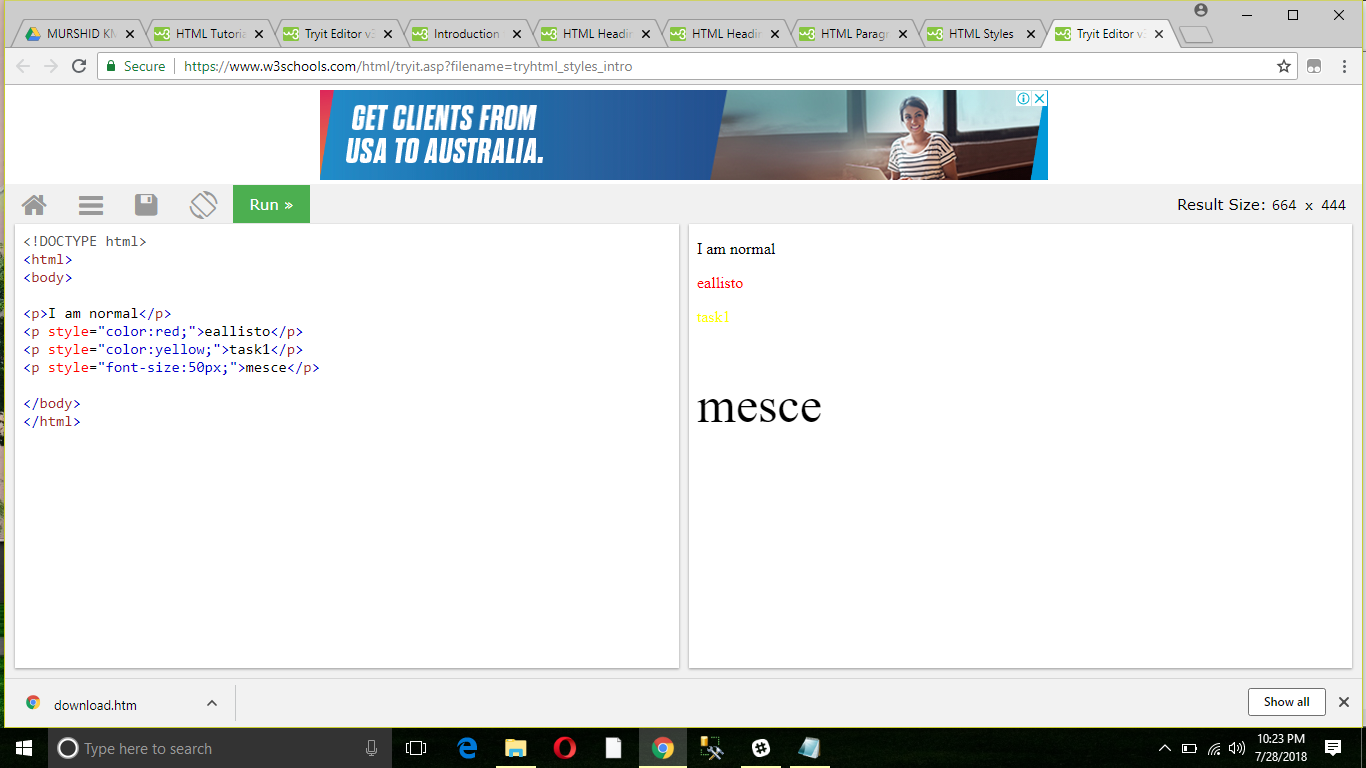 MURSHID KM
HTML Tutoria
Tryit Editor v3
Introduction
HTML Headin
HTML Headin
HTML Paragr
HTML Styles
Tryit Editor v3
Secure
https://www.w3schools.com/html/tryit.asp?filename=tryhtml_styles_intro
GET CLIENTS FROM
USA TO AUSTRALIA.
Run »
Result Size: 664 x 444
<!DOCTYPE html>
<html>
<body>
<p>I am normal</p>
<p style="color:red;">eallisto</p>
<p style="color:yellow;">task1</p>
<p style="font-size:50px;">mesce</p>
</body>
</html>
I am normal
eallisto
task1
mesce
download.htm
Show all
Type here to search
10:23 PM
7/28/2018